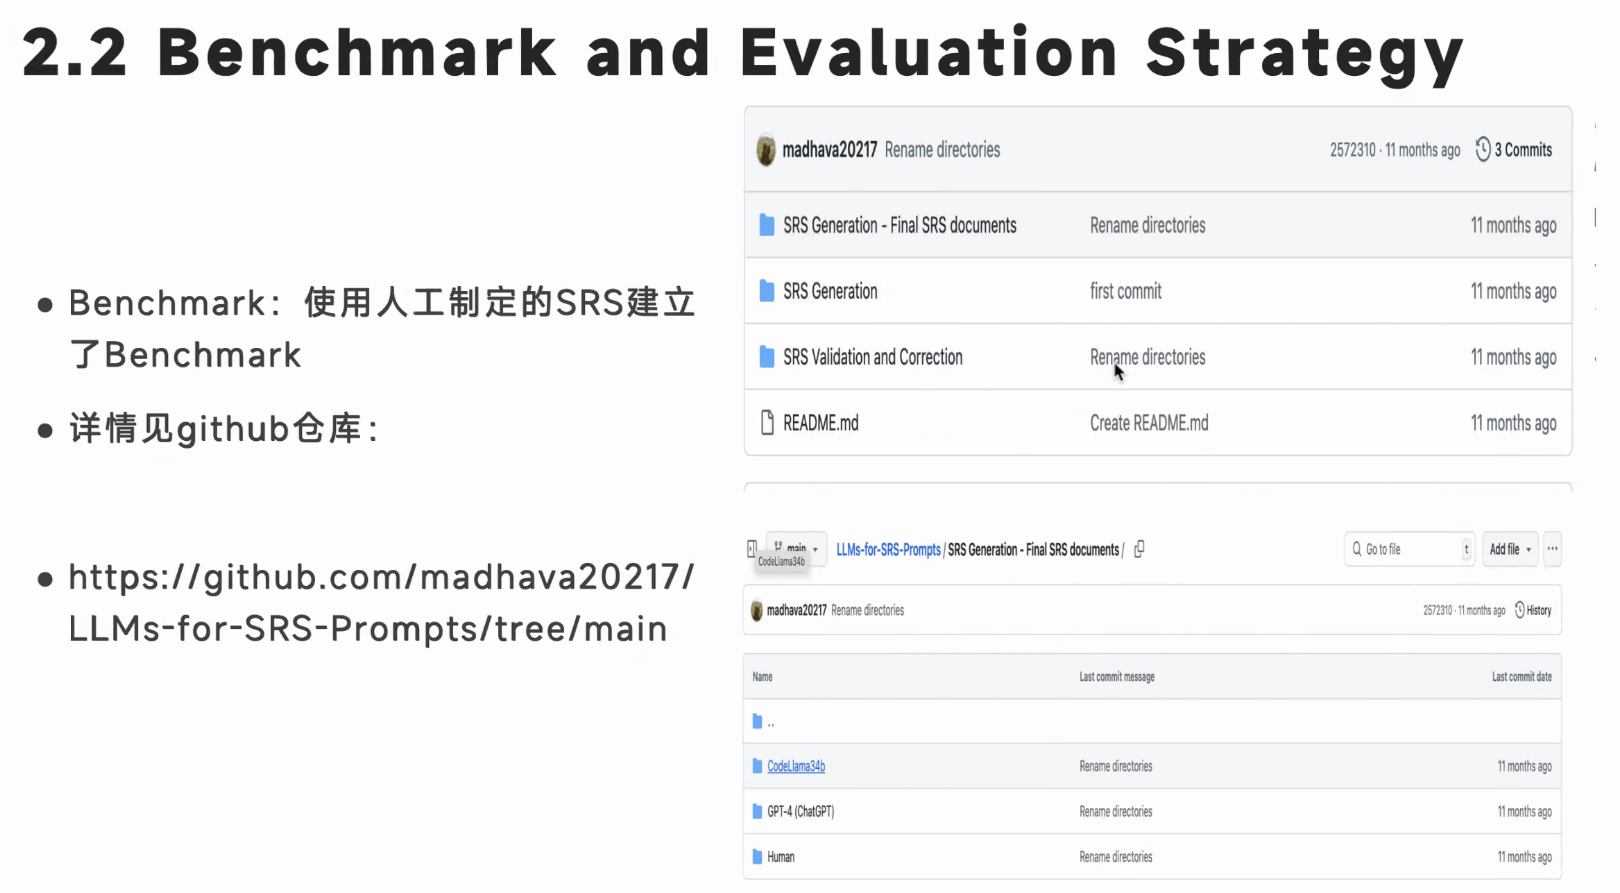 2.2 Benchmark and Evaluation Strategy
● Benchmark：使用人工制定的SRS建立
了Benchmark
● 详情见github仓库：
● https://github.com/madhava20217/
LLMs-for-SRS-Prompts/tree/main
madhava20217 Rename directories 2572310 · 11 months ago 3 Commits
SRS Generation - Final SRS documents Rename directories 11 months ago
SRS Generation first commit 11 months ago
SRS Validation and Correction Rename directories 11 months ago
README.md Create README.md 11 months ago
main LLMs-for-SRS-Prompts / SRS Generation - Final SRS documents / Go to file t Add file ...
CodeLlama34b
madhava20217 Rename directories 2572310 · 11 months ago History
Name Last commit message Last commit date
..
CodeLlama34b Rename directories 11 months ago
GPT-4 (ChatGPT) Rename directories 11 months ago
Human Rename directories 11 months ago